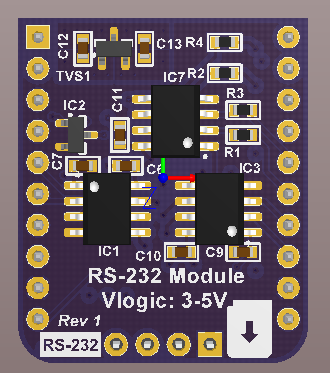 C12
C13
R4
TVS1
IC7
R2
IC2
C11
R3
R1
C7
C6
IC3
IC1
C10
C9
RS-232 Module
Vlogic: 3-5V
Rev 1
RS-232